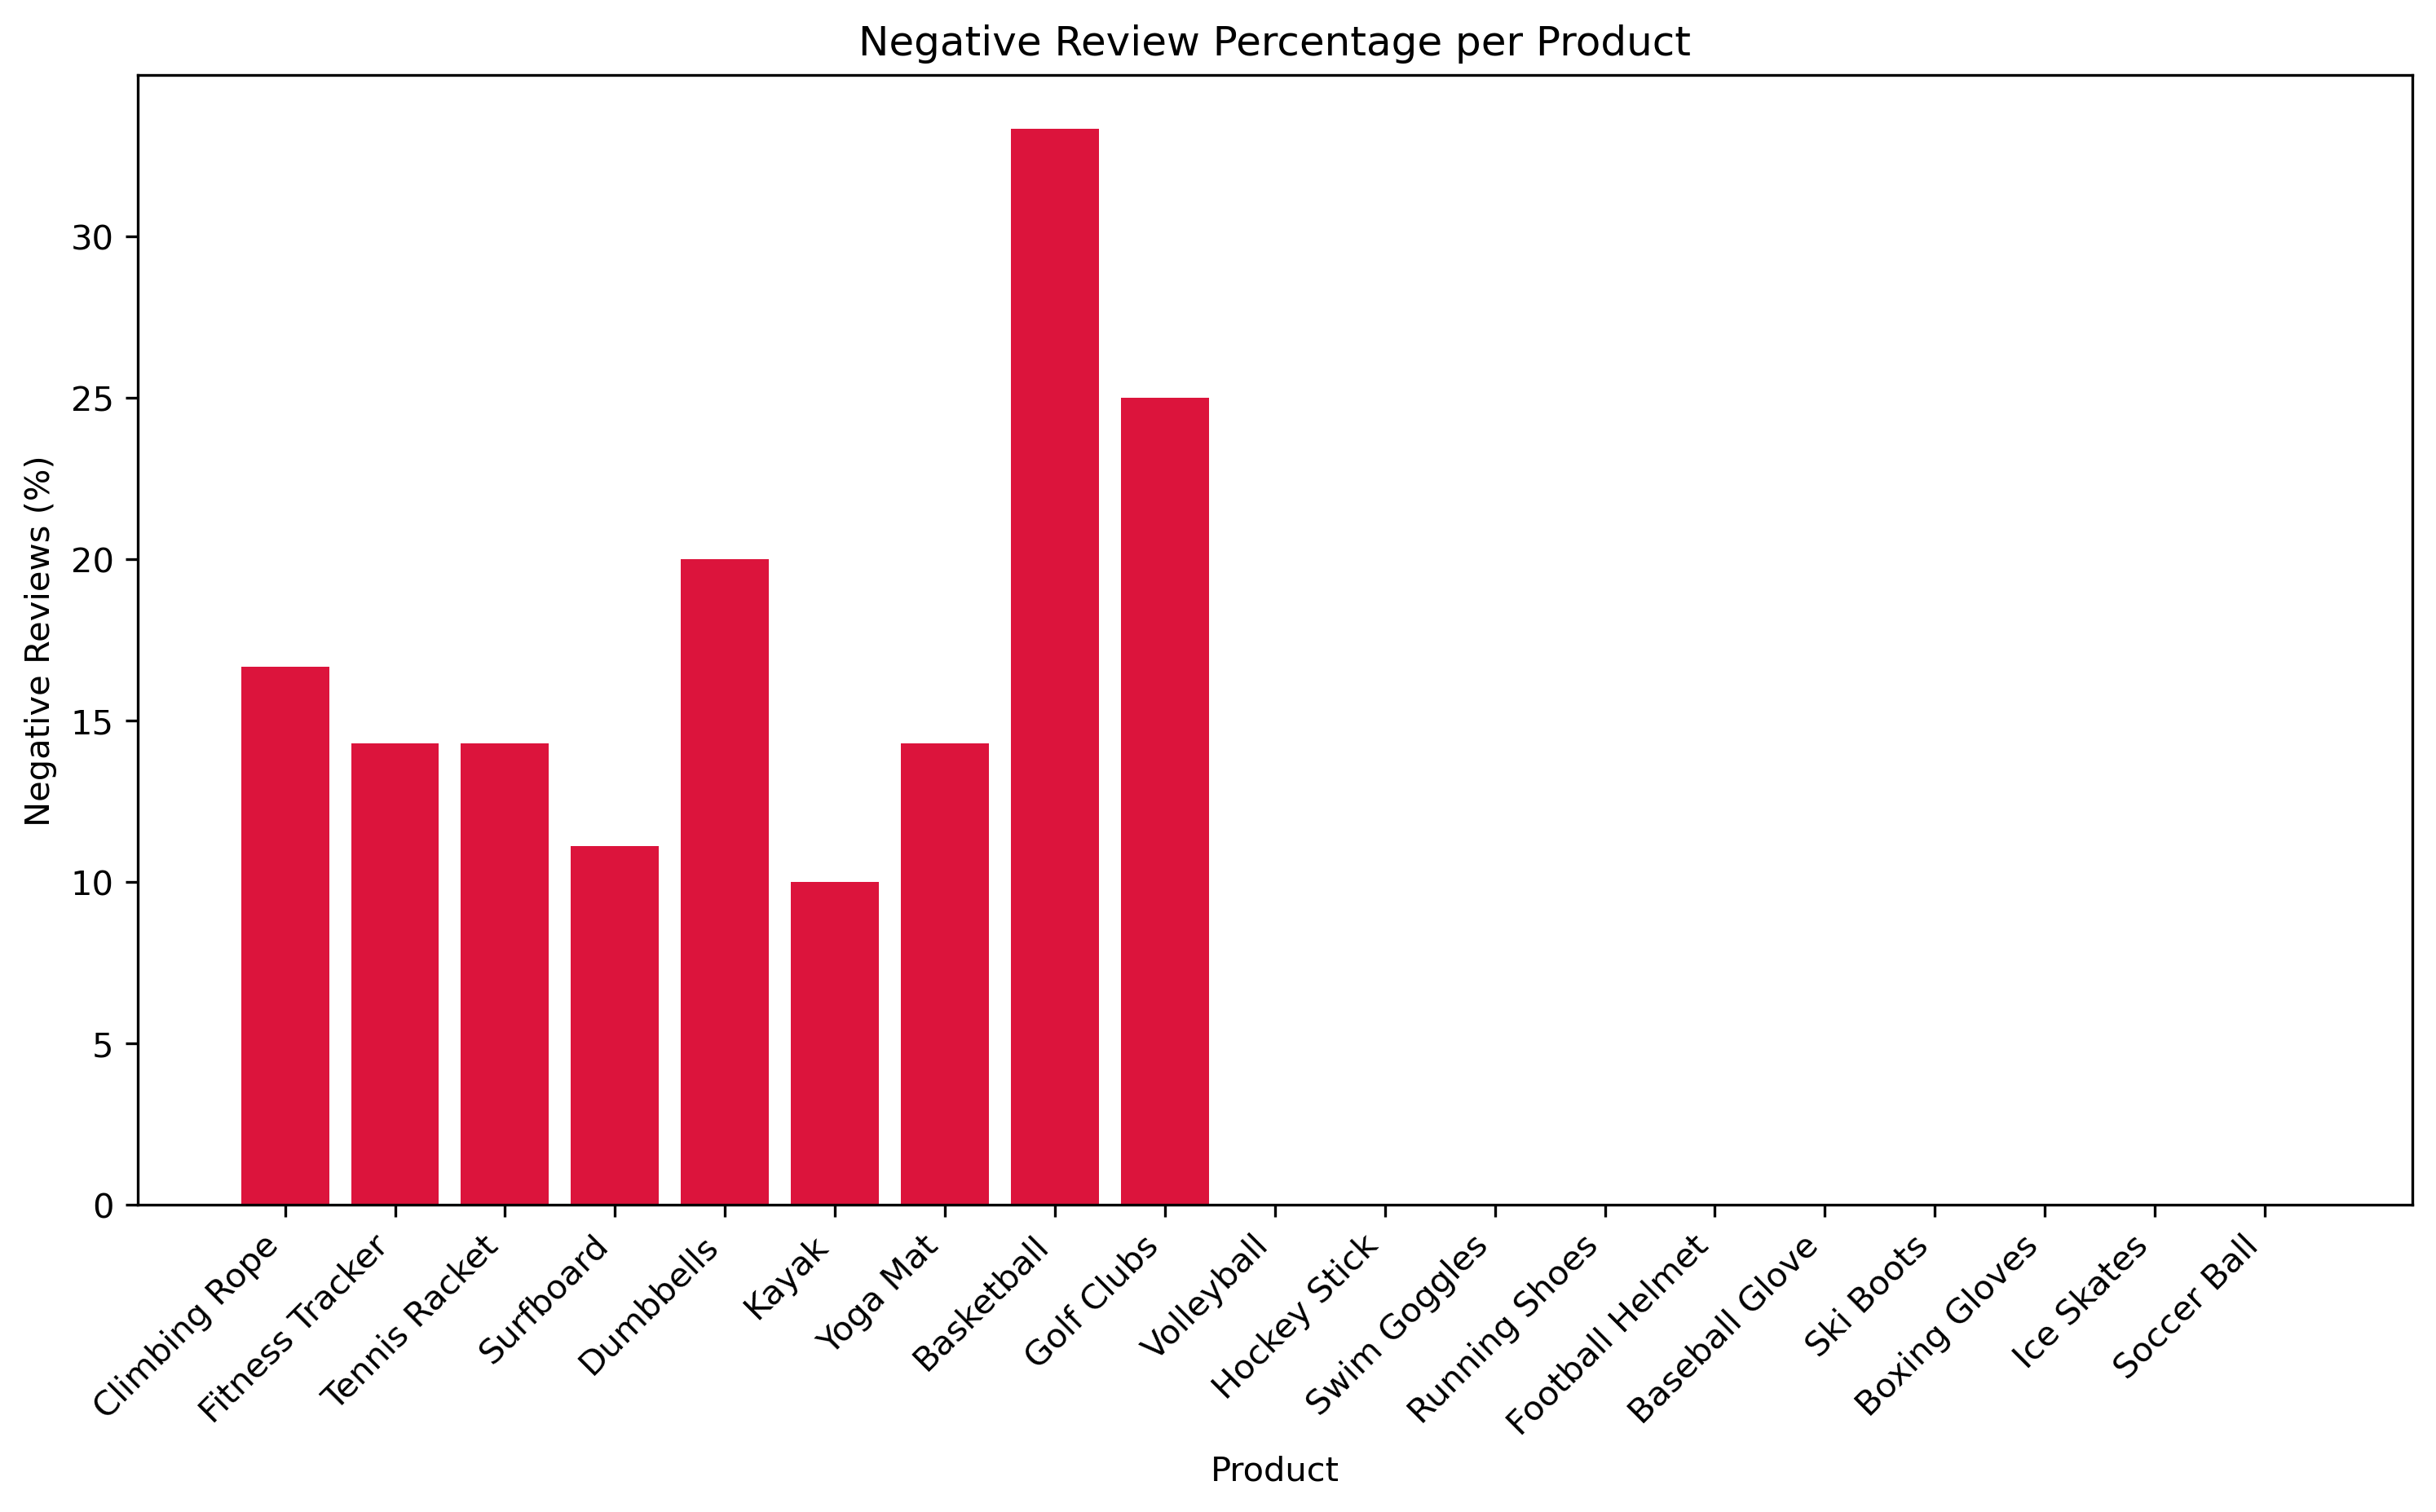 Negative Review Percentage per Product
Negative Reviews (%)
30
25
20
15
10
5
0
Climbing Rope
Fitness Tracker
Tennis Racket
Surfboard
Dumbbells
Kayak
Yoga Mat
Basketball
Golf Clubs
Volleyball
Hockey Stick
Swim Goggles
Running Shoes
Football Helmet
Baseball Glove
Ski Boots
Boxing Gloves
Ice Skates
Soccer Ball
Product